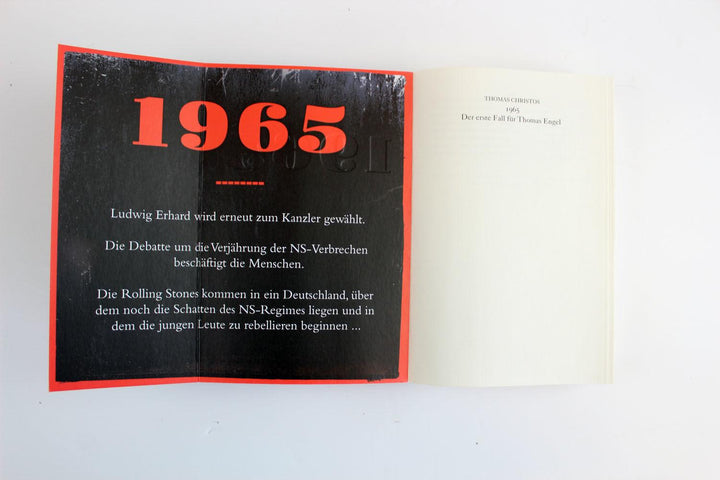 1965
Ludwig Erhard wird erneut zum Kanzler gewählt.
Die Debatte um die Verjährung der NS-Verbrechen
beschäftigt die Menschen.
Die Rolling Stones kommen in ein Deutschland, über
dem noch die Schatten des NS-Regimes liegen und in
dem die jungen Leute zu rebellieren beginnen ...
THOMAS CHRISTOS
1965
Der erste Fall für Thomas Engel